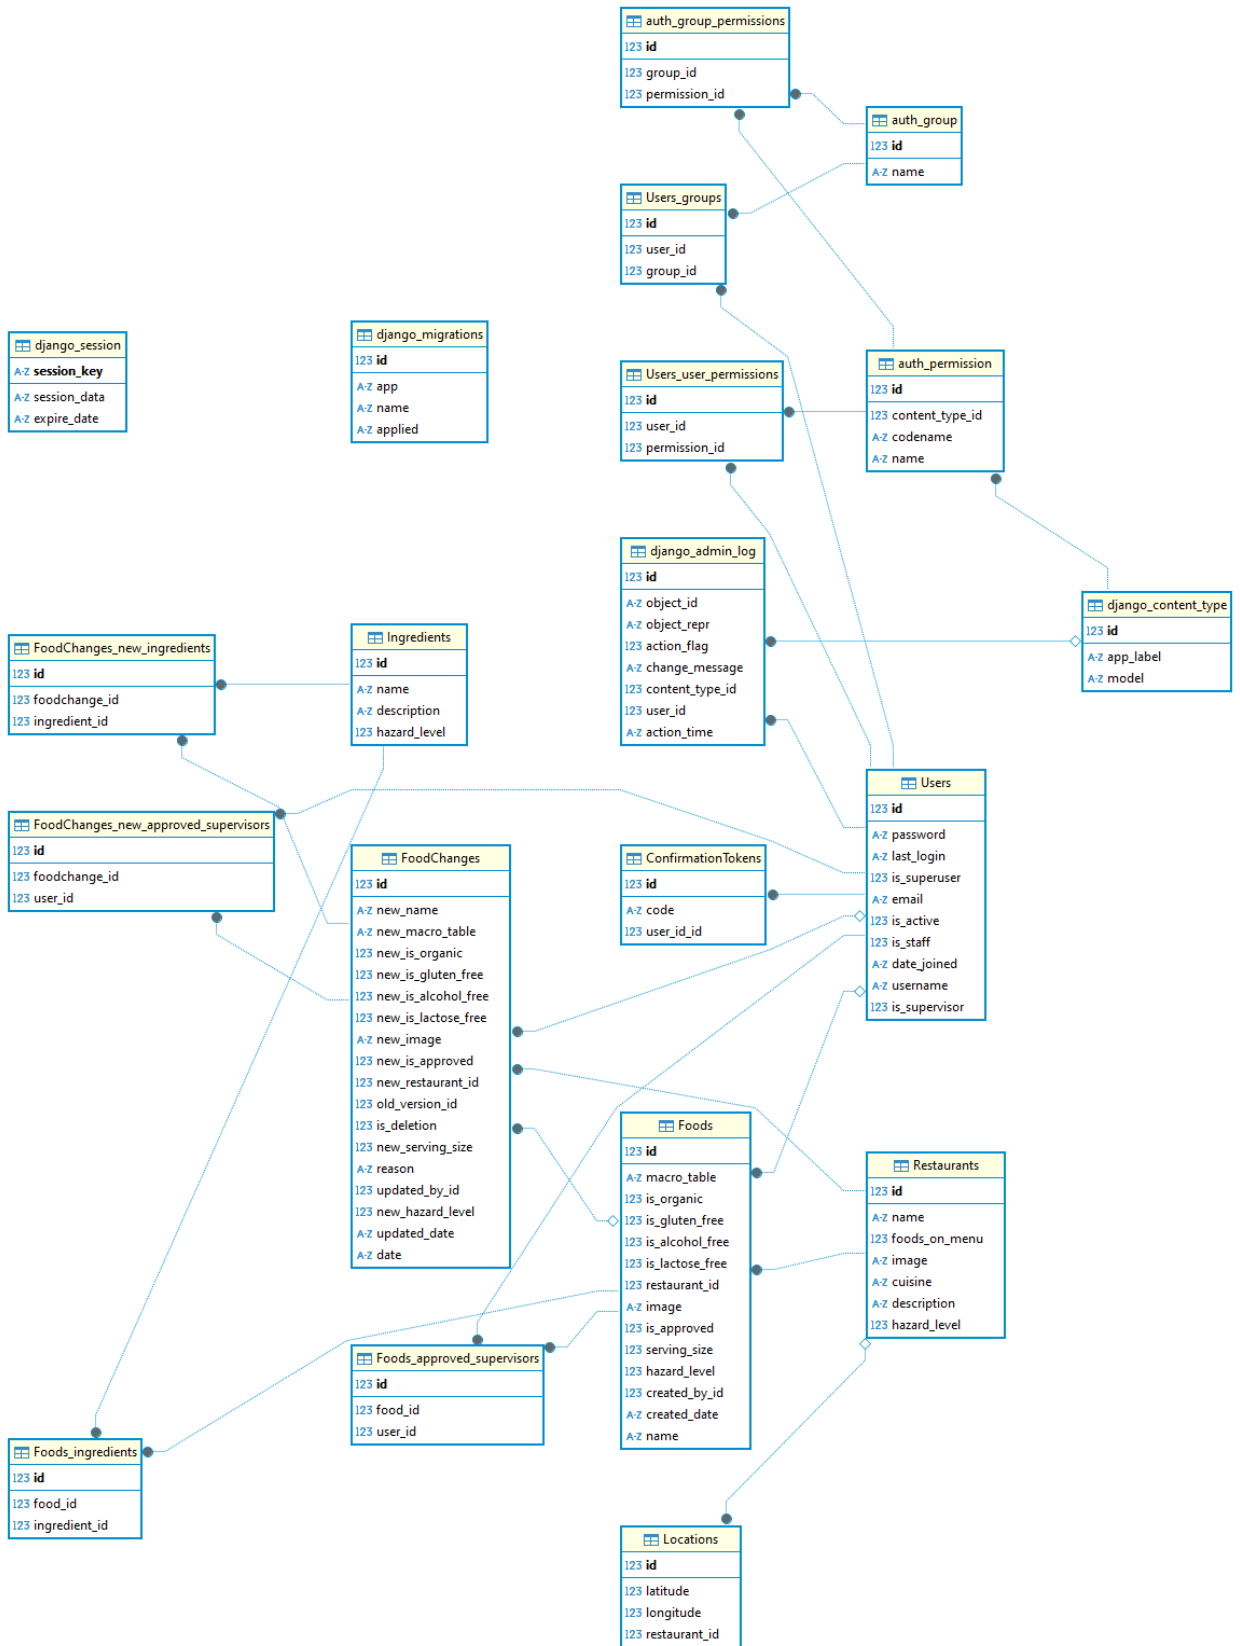 auth_group_permissions
123 id
123 group_id
123 permission_id
auth_group
123 id
A-Z name
Users_groups
123 id
123 user_id
123 group_id
django_session
A-Z session_key
A-Z session_data
A-Z expire_date
django_migrations
123 id
A-Z app
A-Z name
A-Z applied
Users_user_permissions
123 id
123 user_id
123 permission_id
auth_permission
123 id
123 content_type_id
A-Z codename
A-Z name
django_admin_log
123 id
A-Z object_id
A-Z object_repr
123 action_flag
A-Z change_message
123 content_type_id
123 user_id
A-Z action_time
django_content_type
123 id
A-Z app_label
A-Z model
FoodChanges_new_ingredients
123 id
123 foodchange_id
123 ingredient_id
Ingredients
123 id
A-Z name
A-Z description
123 hazard_level
Users
123 id
A-Z password
A-Z last_login
123 is_superuser
A-Z email
123 is_active
123 is_staff
A-Z date_joined
A-Z username
123 is_supervisor
FoodChanges_new_approved_supervisors
123 id
123 foodchange_id
123 user_id
FoodChanges
123 id
A-Z new_name
A-Z new_macro_table
123 new_is_organic
123 new_is_gluten_free
123 new_is_alcohol_free
123 new_is_lactose_free
A-Z new_image
123 new_is_approved
123 new_restaurant_id
123 old_version_id
123 is_deletion
123 new_serving_size
A-Z reason
123 updated_by_id
123 new_hazard_level
A-Z updated_date
A-Z date
ConfirmationTokens
123 id
A-Z code
123 user_id_id
Foods
123 id
A-Z macro_table
123 is_organic
123 is_gluten_free
123 is_alcohol_free
123 is_lactose_free
123 restaurant_id
A-Z image
123 is_approved
123 serving_size
123 hazard_level
123 created_by_id
A-Z created_date
A-Z name
Restaurants
123 id
A-Z name
123 foods_on_menu
A-Z image
A-Z cuisine
A-Z description
123 hazard_level
Foods_approved_supervisors
123 id
123 food_id
123 user_id
Foods_ingredients
123 id
123 food_id
123 ingredient_id
Locations
123 id
123 latitude
123 longitude
123 restaurant_id